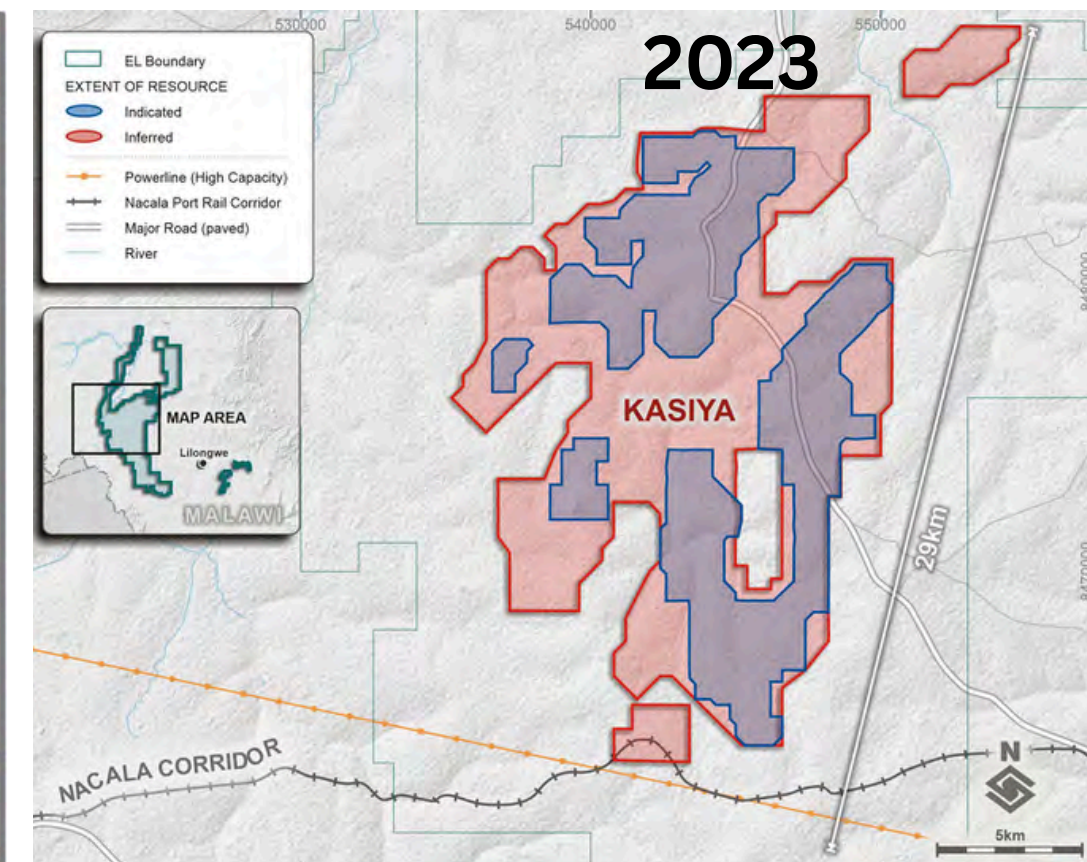 530000
540000
550000
2023
EL Boundary
EXTENT OF RESOURCE
Indicated
Inferred
Powerline (High Capacity)
Nacala Port Rail Corridor
Major Road (paved)
River
MAP AREA
Lilongwe
MALAWI
KASIYA
29km
8470000
NACALA CORRIDOR
N
5km